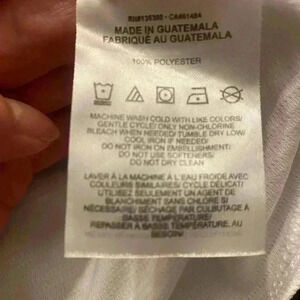 MADE IN GUATEMALA
FABRIQUÉ AU GUATEMALA
100% POLYESTER
MACHINE WASH COLD WITH LIKE COLORS/
GENTLE CYCLE/ ONLY NON-CHLORINE
BLEACH WHEN NEEDED/ TUMBLE DRY LOW/
COOL IRON IF NEEDED/
DO NOT IRON ON EMBELLISHMENT/
DO NOT USE SOFTENERS/
DO NOT DRY CLEAN
LAVER À LA MACHINE À L'EAU FROIDE AVEC
COULEURS SIMILAIRES/ CYCLE DÉLICAT/
UTILISEZ SEULEMENT UN AGENT DE
BLANCHIMENT SANS CHLORE SI
NÉCESSAIRE/ SÉCHAGE PAR CULBUTAGE À
BASSE TEMPÉRATURE/
REPASSER À BASSE TEMPÉRATURE, AU
BESOIN/